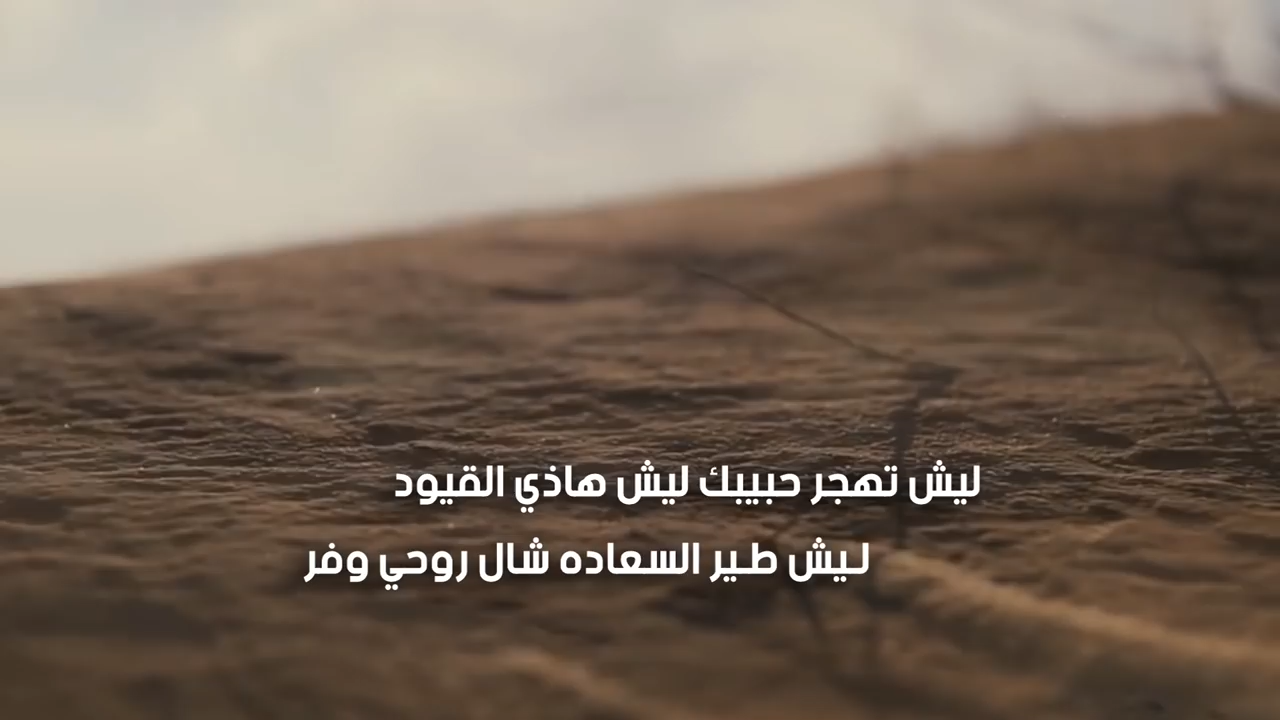 ليش تهجر حبيبك ليش هاذي القيود
ليش طير السعاده شال روحي وفر